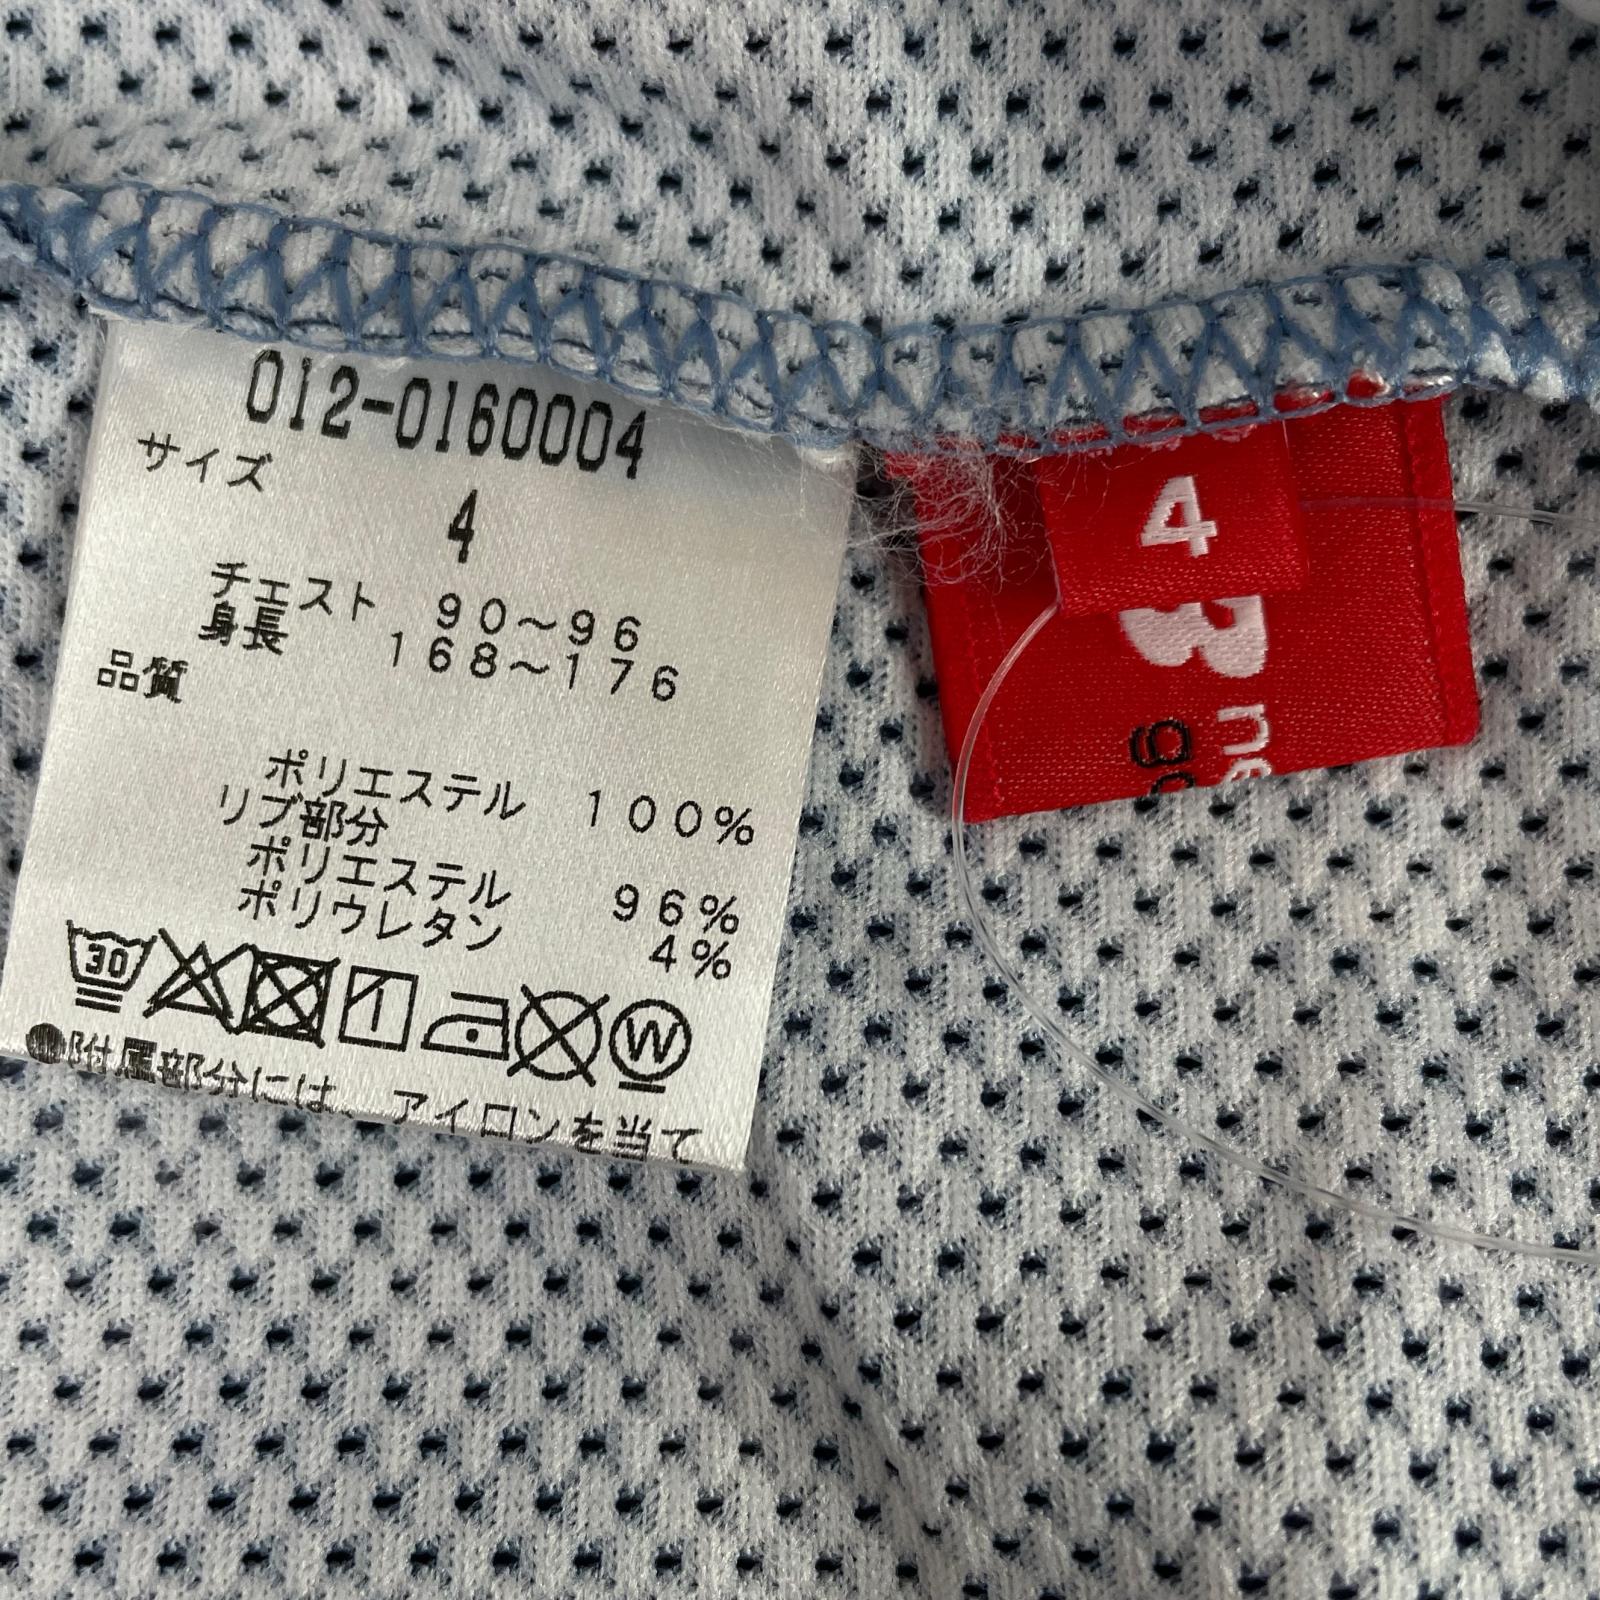 012-0160004
サイズ
4
チェスト 90～96
身長 168～176
品質
ポリエステル 100%
リブ部分
ポリエステル 96%
ポリウレタン 4%
30
W
●附属部分には、アイロンを当て
4